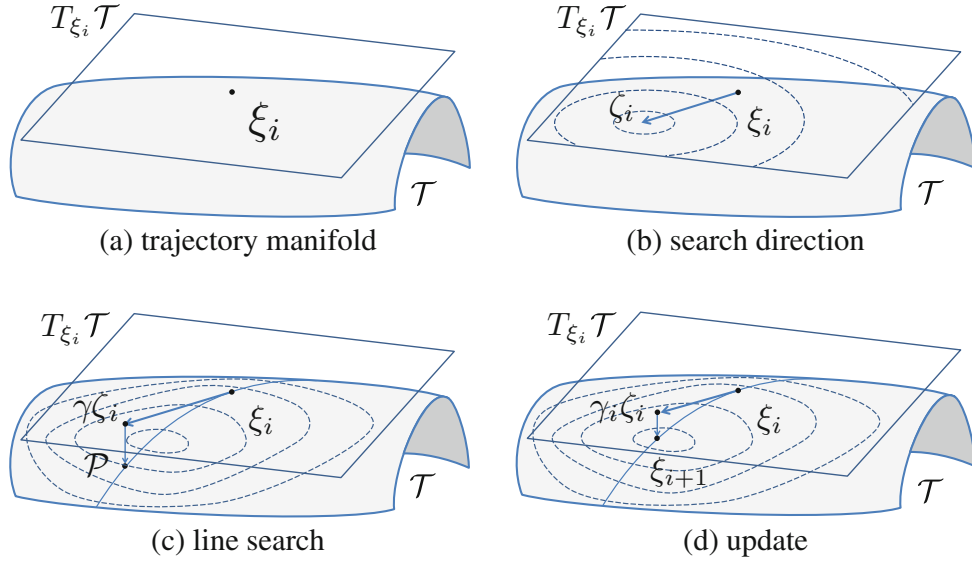 T_{ξ_i} 𝒯
ξ_i
𝒯
(a) trajectory manifold
T_{ξ_i} 𝒯
ζ_i
ξ_i
𝒯
(b) search direction
T_{ξ_i} 𝒯
γζ_i
ξ_i
𝒫
𝒯
(c) line search
T_{ξ_i} 𝒯
γ_iζ_i
ξ_i
ξ_{i+1}
𝒯
(d) update